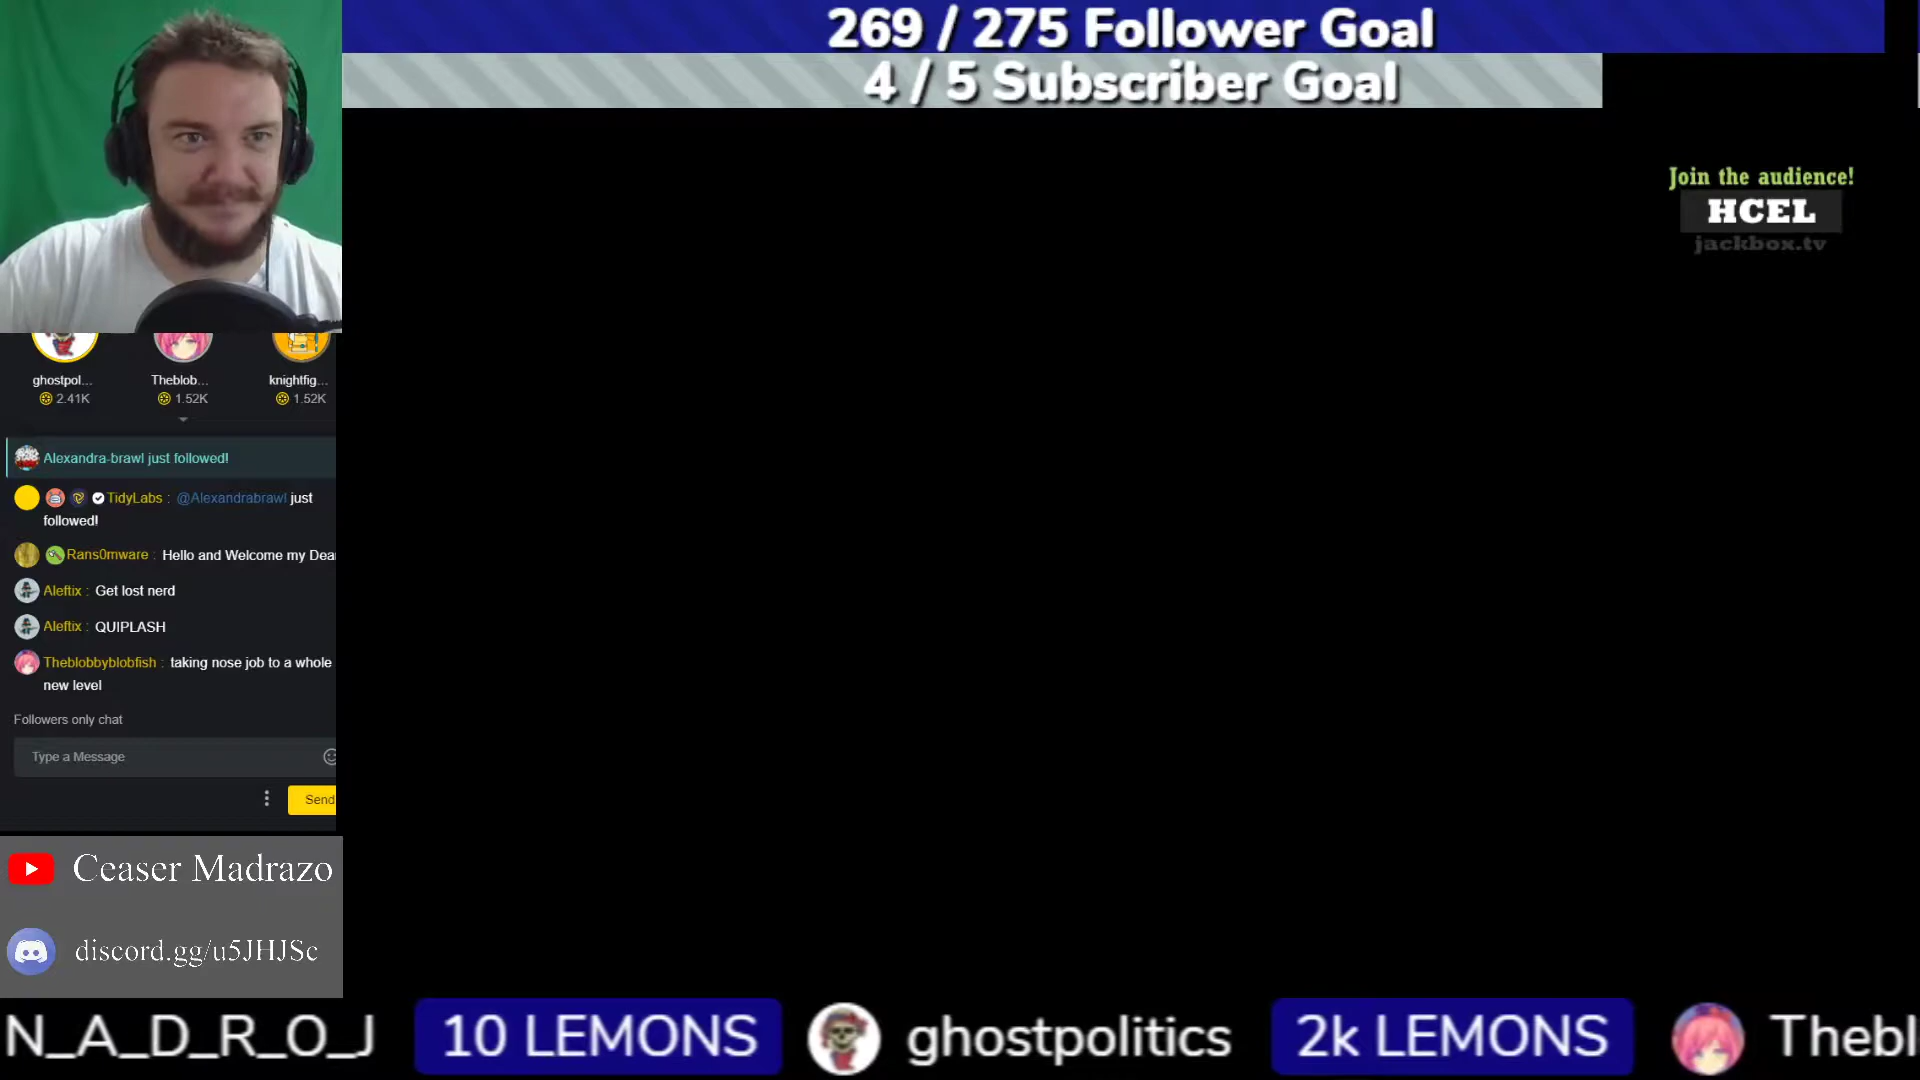 269 / 275 Follower Goal
4 / 5 Subscriber Goal
Join the audience!
HCEL
jackbox.tv
ghostpol... Theblob... knightfig...
2.41K 1.52K 1.52K
Alexandra-brawl just followed!
TidyLabs : @Alexandrabrawl just
followed!
Rans0mware : Hello and Welcome my Dear
Aleftix : Get lost nerd
Aleftix : QUIPLASH
Theblobbyblobfish : taking nose job to a whole
new level
Followers only chat
Type a Message
Send
Ceaser Madrazo
discord.gg/u5JHJSc
N_A_D_R_O_J 10 LEMONS ghostpolitics 2k LEMONS Thebl